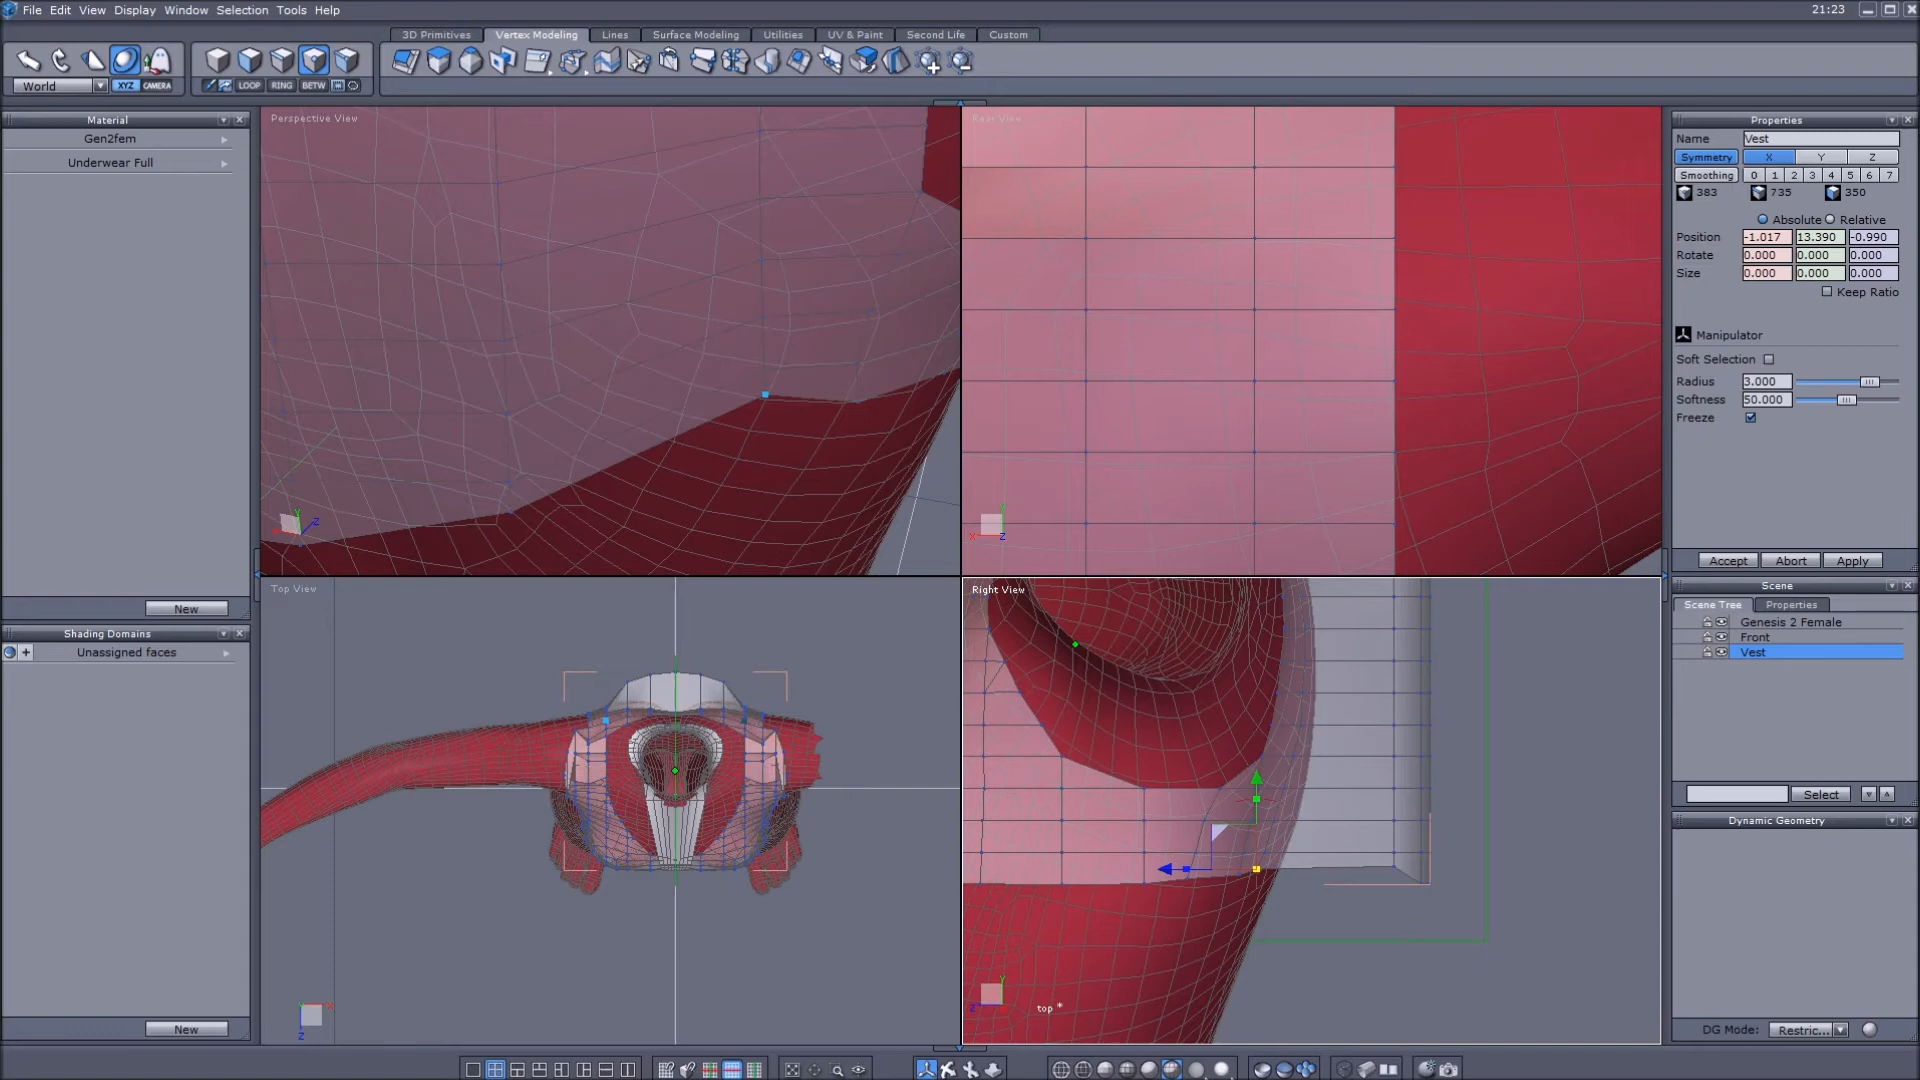 File Edit View Display Window Selection Tools Help
21:23
3D Primitives Vertex Modeling Lines Surface Modeling Utilities UV & Paint Second Life Custom
World XYZ CAMERA
LOOP RING BETW
Material
Gen2fem
Underwear Full
New
Shading Domains
Unassigned faces
New
Perspective View
Rear View
Top View
Right View
top *
Properties
Name Vest
Symmetry X Y Z
Smoothing 0 1 2 3 4 5 6 7
383 735 350
Absolute Relative
Position -1.017 13.390 -0.990
Rotate 0.000 0.000 0.000
Size 0.000 0.000 0.000
Keep Ratio
Manipulator
Soft Selection
Radius 3.000
Softness 50.000
Freeze
Accept Abort Apply
Scene
Scene Tree Properties
Genesis 2 Female
Front
Vest
Select
Dynamic Geometry
DG Mode: Restric...